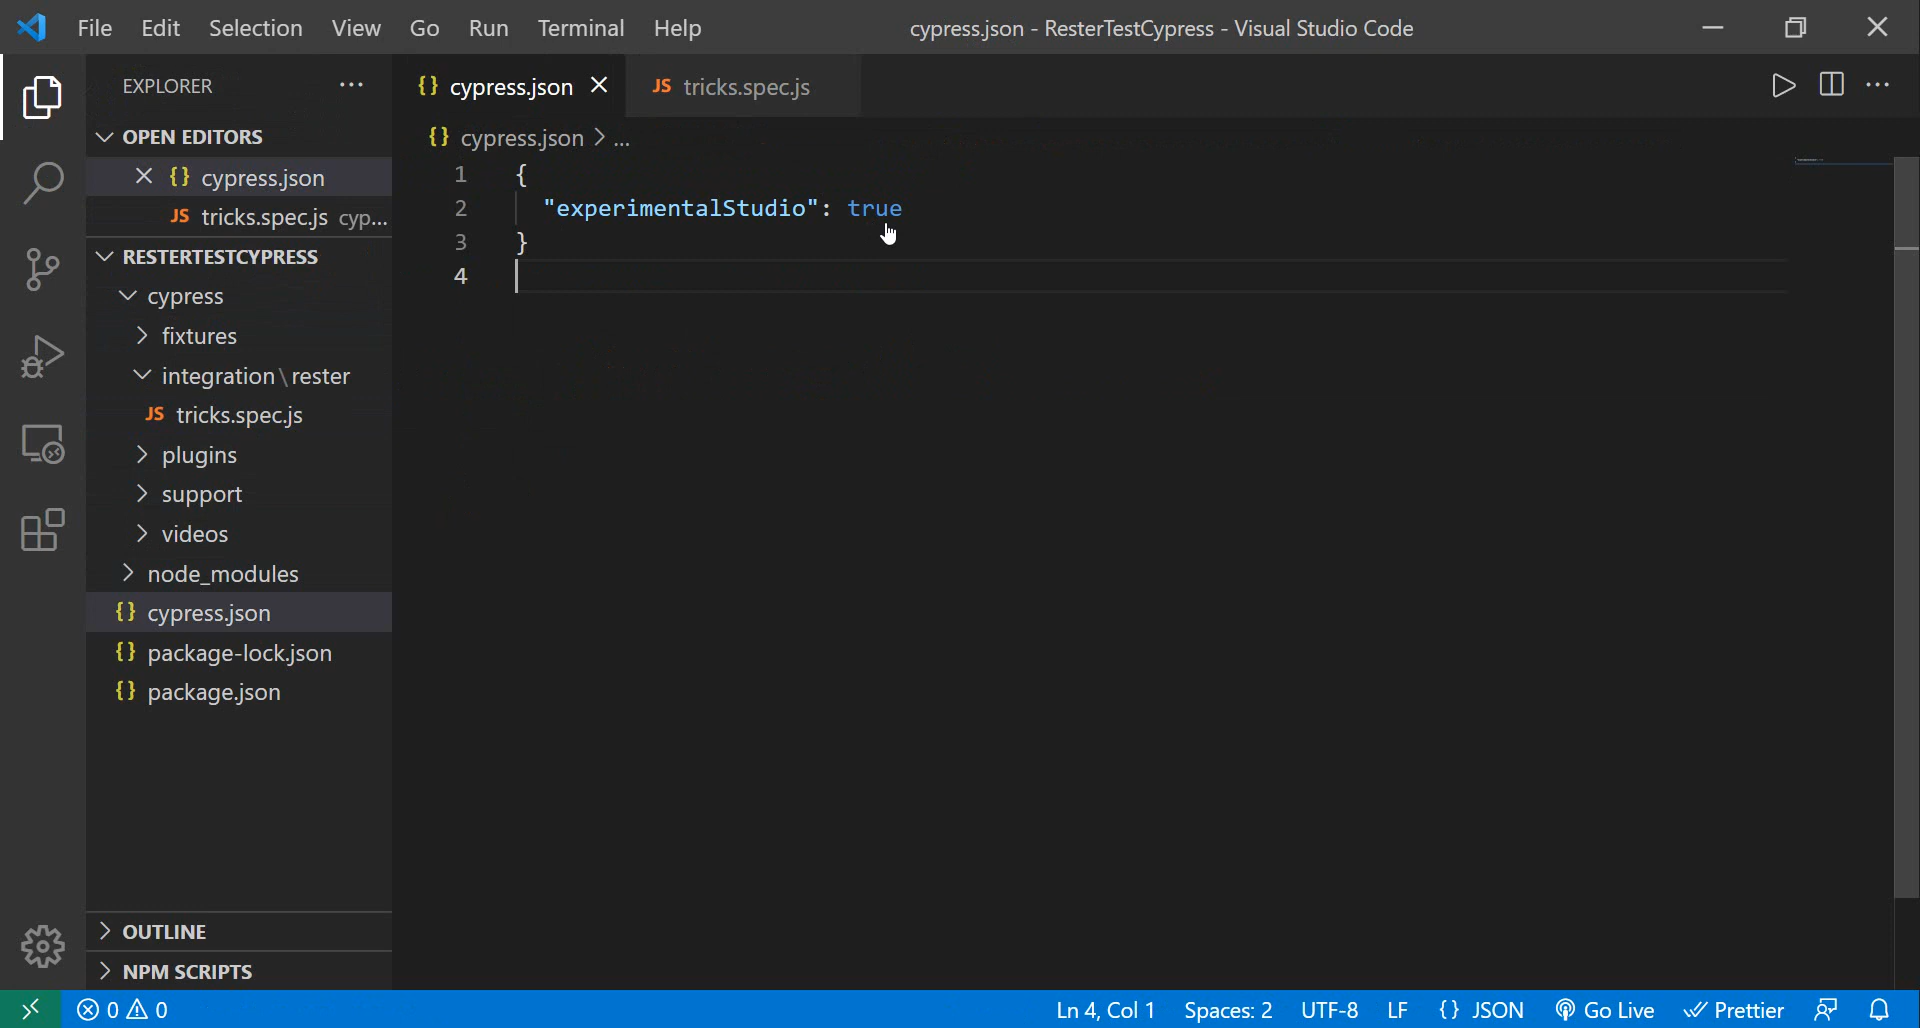 File Edit Selection View Go Run Terminal Help
cypress.json - ResterTestCypress - Visual Studio Code
EXPLORER
OPEN EDITORS
{} cypress.json
JS tricks.spec.js cyp...
RESTERTESTCYPRESS
cypress
fixtures
integration\rester
JS tricks.spec.js
plugins
support
videos
node_modules
{} cypress.json
{} package-lock.json
{} package.json
OUTLINE
NPM SCRIPTS
{} cypress.json
JS tricks.spec.js
{} cypress.json > ...
1 {
2 "experimentalStudio": true
3 }
4
0 0
Ln 4, Col 1 Spaces: 2 UTF-8 LF {} JSON Go Live Prettier